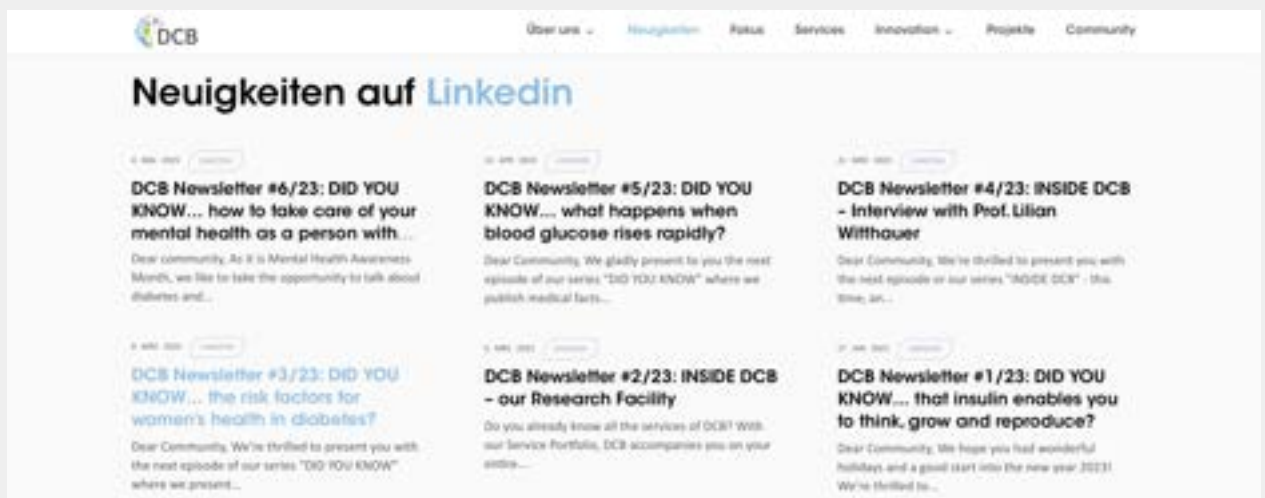 DCB
Über uns
Neuigkeiten
Fokus
Services
Innovation
Projekte
Community
Neuigkeiten auf Linkedin
DCB Newsletter #6/23: DID YOU
KNOW… how to take care of your
mental health as a person with…
Dear community, As it is Mental Health Awareness
Month, we like to take the opportunity to talk about
diabetes and…
DCB Newsletter #5/23: DID YOU
KNOW… what happens when
blood glucose rises rapidly?
Dear Community, We gladly present to you the next
episode of our series "DID YOU KNOW" where we
publish medical facts…
DCB Newsletter #4/23: INSIDE DCB
– Interview with Prof. Lilian
Witthauer
Dear Community, We're thrilled to present you with
the next episode or our series "INSIDE DCB" - this
time, an…
DCB Newsletter #3/23: DID YOU
KNOW… the risk factors for
women's health in diabetes?
Dear Community, We're thrilled to present you with
the next episode of our series "DID YOU KNOW"
where we present…
DCB Newsletter #2/23: INSIDE DCB
– our Research Facility
Do you already know all the services of DCB? With
our Service Portfolio, DCB accompanies you on your
entire…
DCB Newsletter #1/23: DID YOU
KNOW… that insulin enables you
to think, grow and reproduce?
Dear Community, We hope you had wonderful
holidays and a good start into the new year 2023!
We're thrilled to…